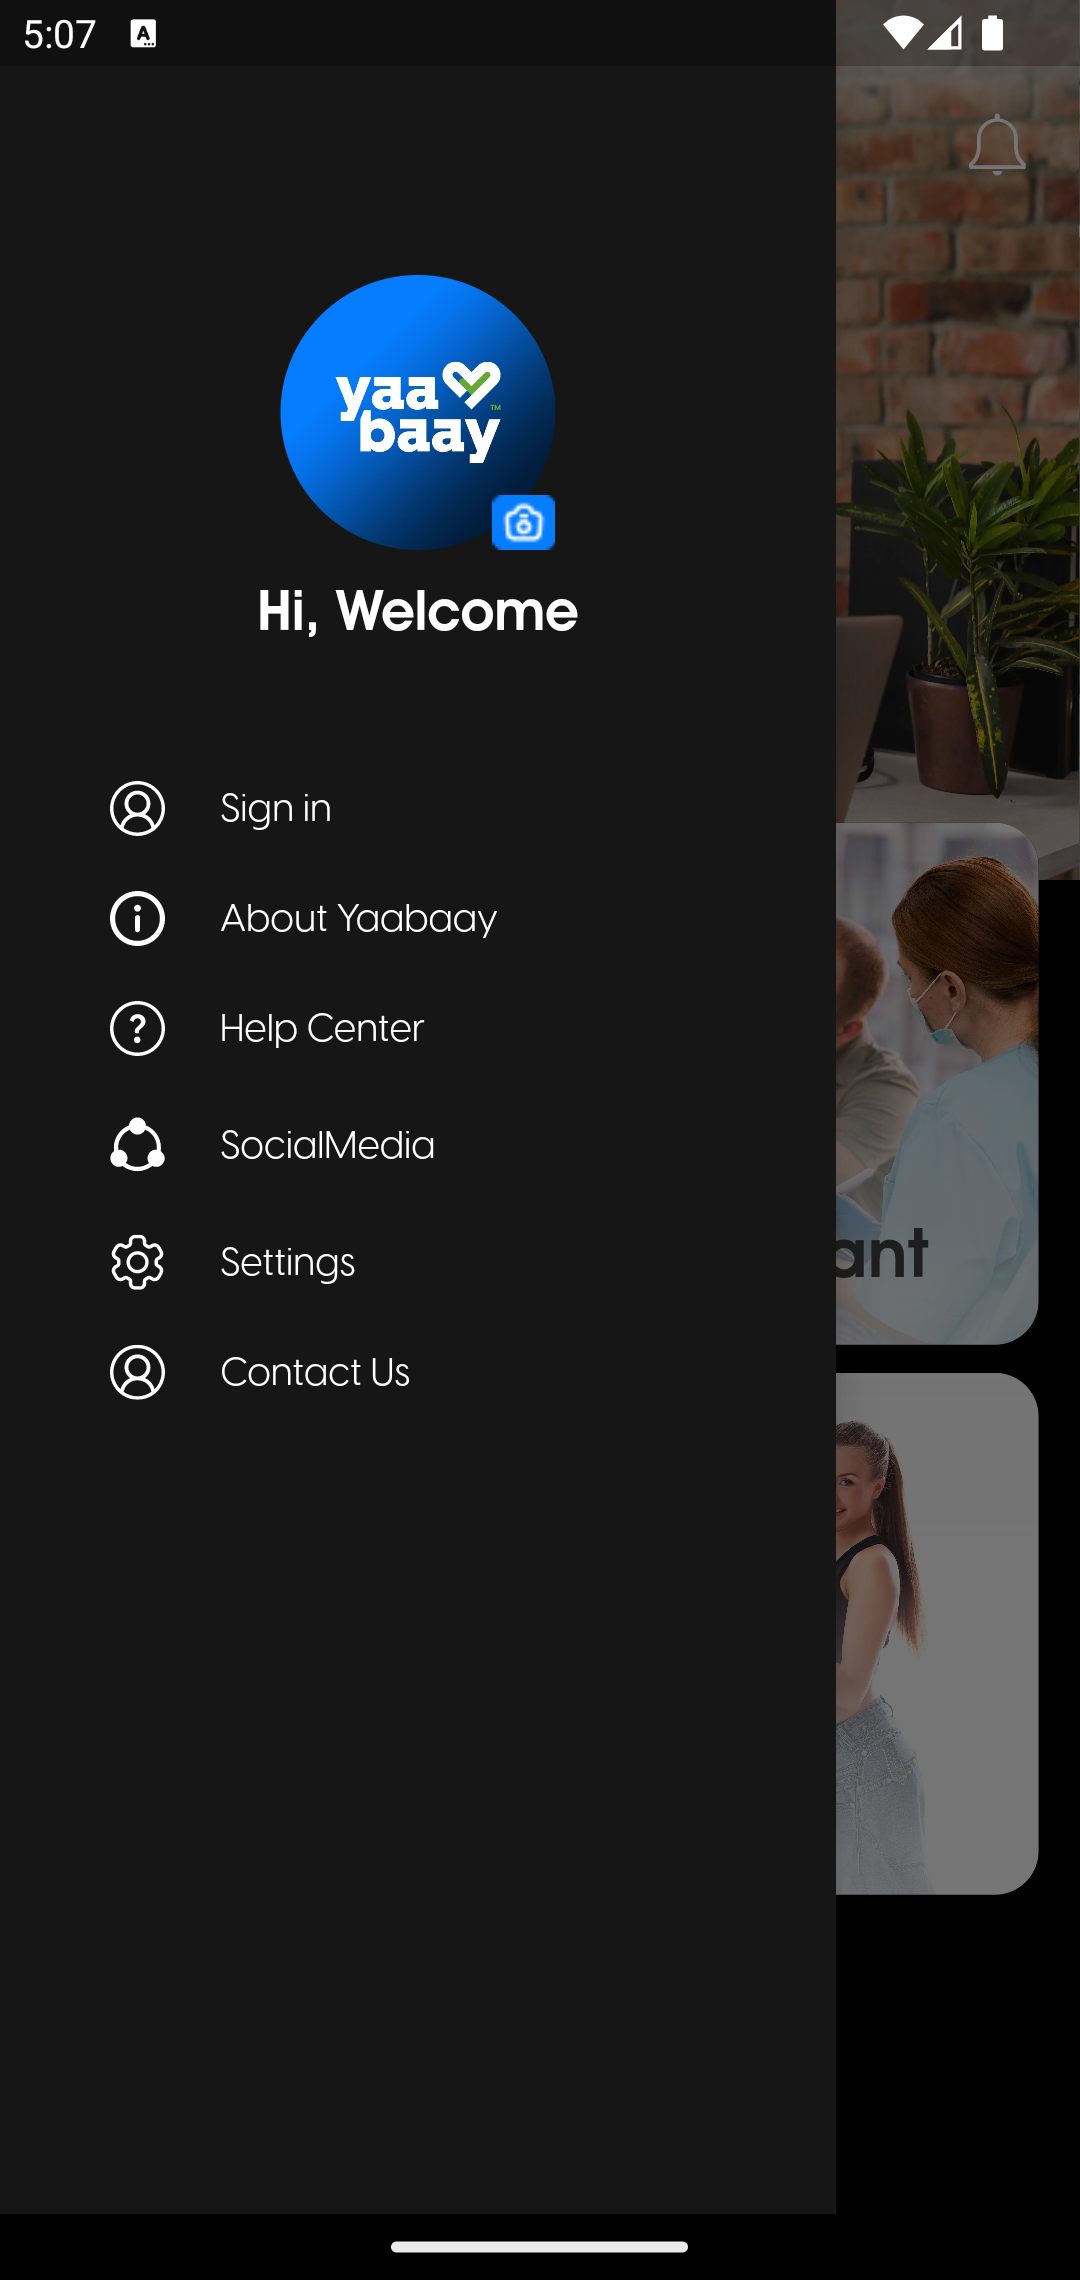 5:07
A
yaa
baay
TM
Hi, Welcome
Sign in
About Yaabaay
Help Center
SocialMedia
Settings
Contact Us
ant